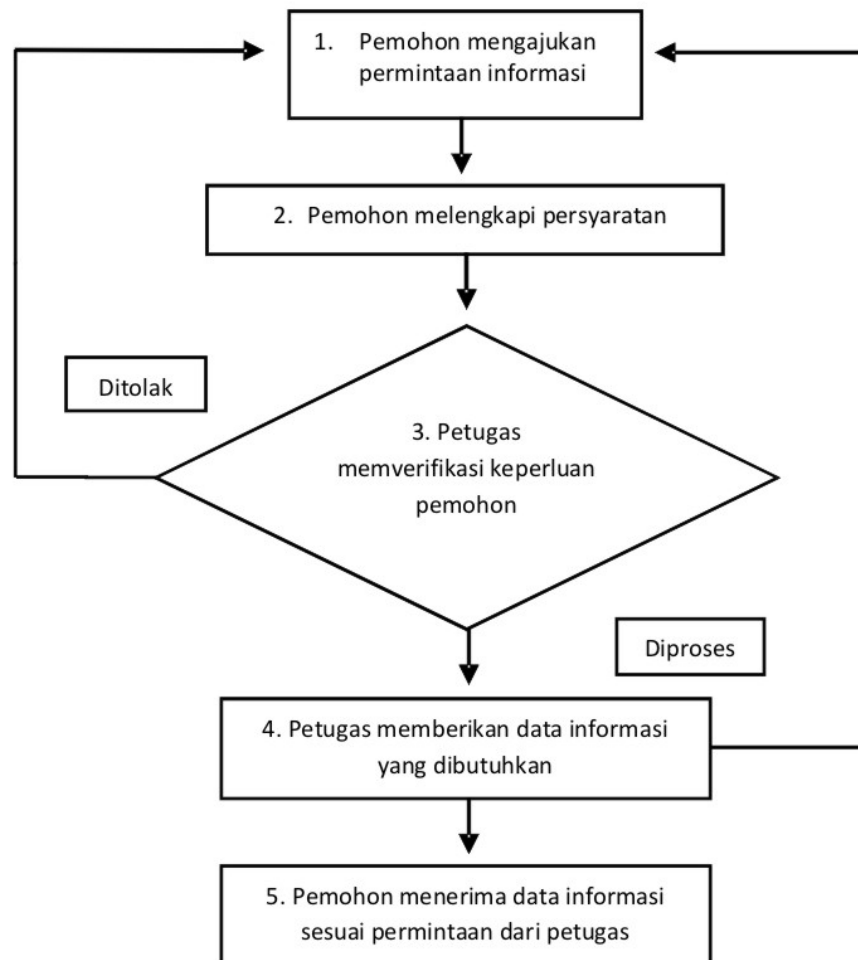 1. Pemohon mengajukan
permintaan informasi
2. Pemohon melengkapi persyaratan
Ditolak
3. Petugas
memverifikasi keperluan
pemohon
Diproses
4. Petugas memberikan data informasi
yang dibutuhkan
5. Pemohon menerima data informasi
sesuai permintaan dari petugas